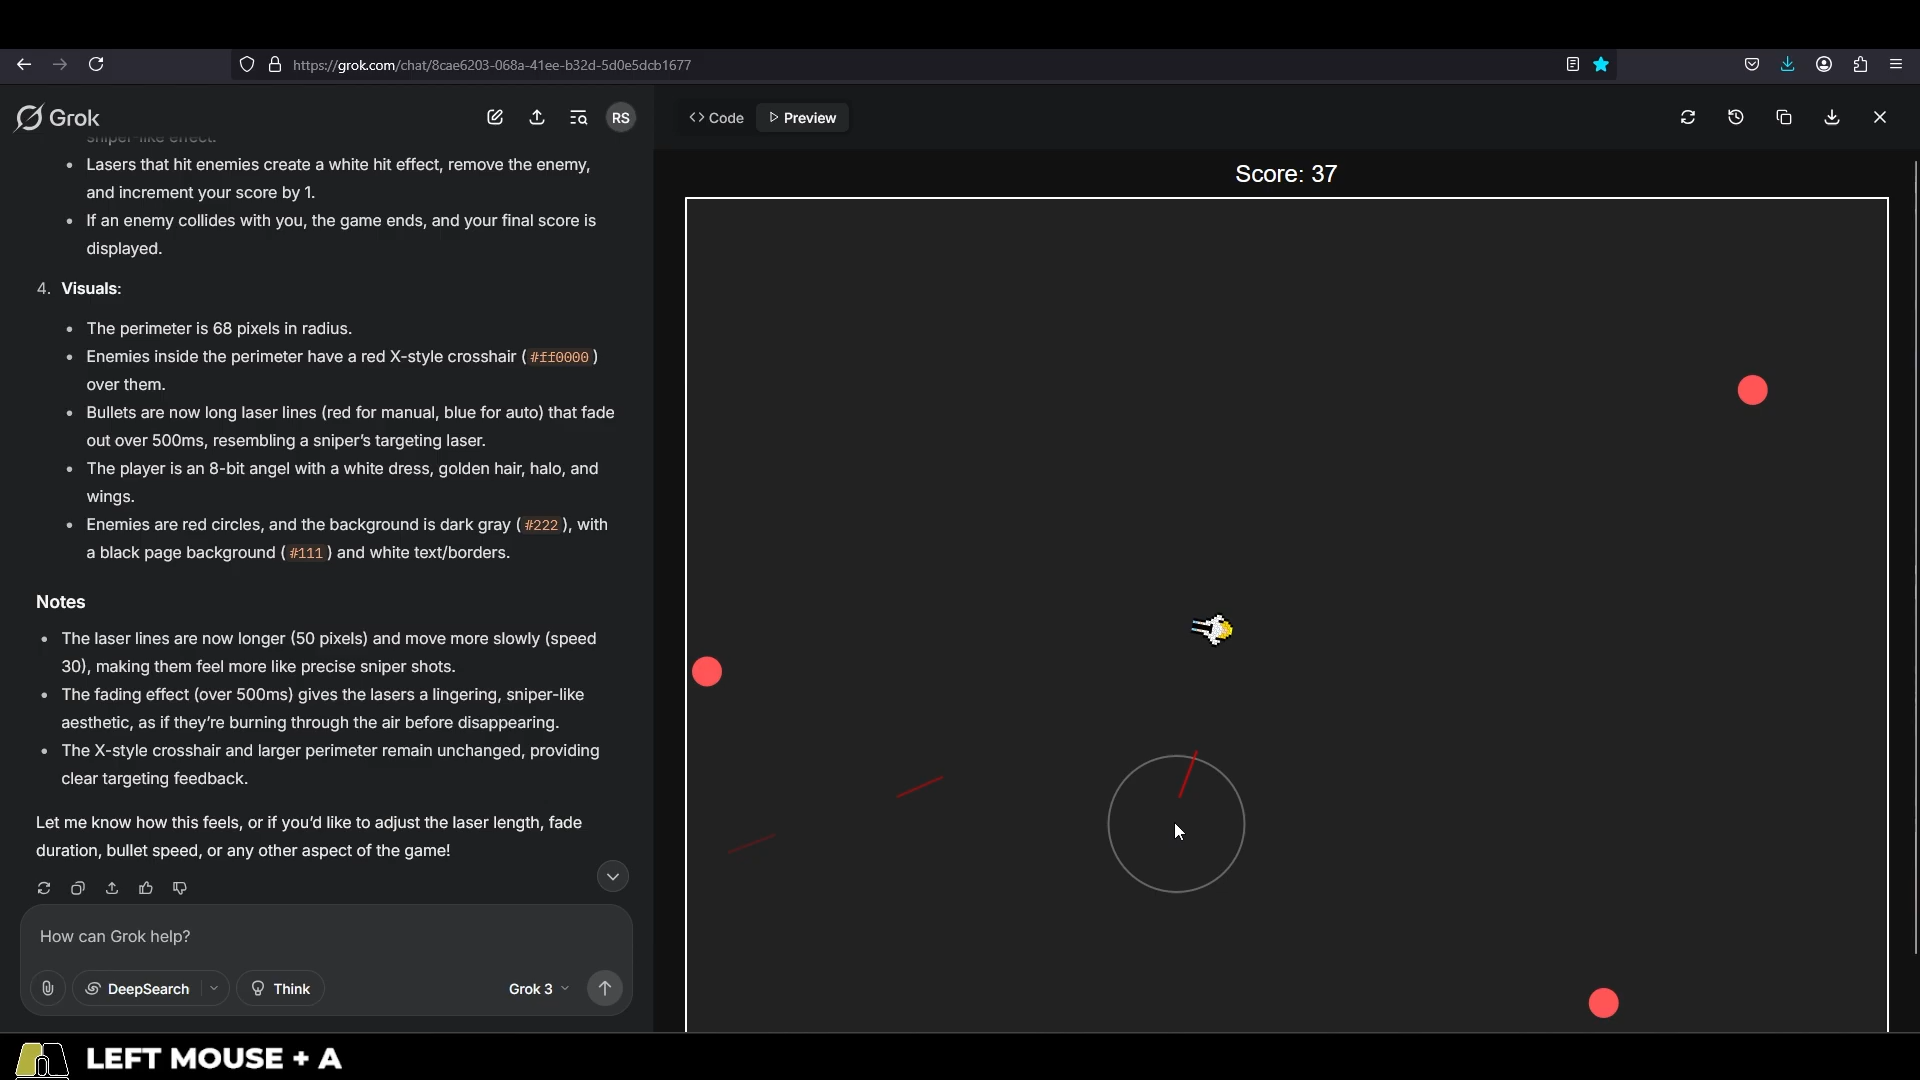 https://grok.com/chat/8cae6203-068a-41ee-b32d-5d0e5dcb1677
Grok
RS
Code
Preview
sniper-like effect.
Lasers that hit enemies create a white hit effect, remove the enemy,
and increment your score by 1.
If an enemy collides with you, the game ends, and your final score is
displayed.
4. Visuals:
The perimeter is 68 pixels in radius.
Enemies inside the perimeter have a red X-style crosshair (#ff0000)
over them.
Bullets are now long laser lines (red for manual, blue for auto) that fade
out over 500ms, resembling a sniper's targeting laser.
The player is an 8-bit angel with a white dress, golden hair, halo, and
wings.
Enemies are red circles, and the background is dark gray (#222), with
a black page background (#111) and white text/borders.
Notes
The laser lines are now longer (50 pixels) and move more slowly (speed
30), making them feel more like precise sniper shots.
The fading effect (over 500ms) gives the lasers a lingering, sniper-like
aesthetic, as if they're burning through the air before disappearing.
The X-style crosshair and larger perimeter remain unchanged, providing
clear targeting feedback.
Let me know how this feels, or if you'd like to adjust the laser length, fade
duration, bullet speed, or any other aspect of the game!
How can Grok help?
DeepSearch
Think
Grok 3
Score: 37
LEFT MOUSE + A